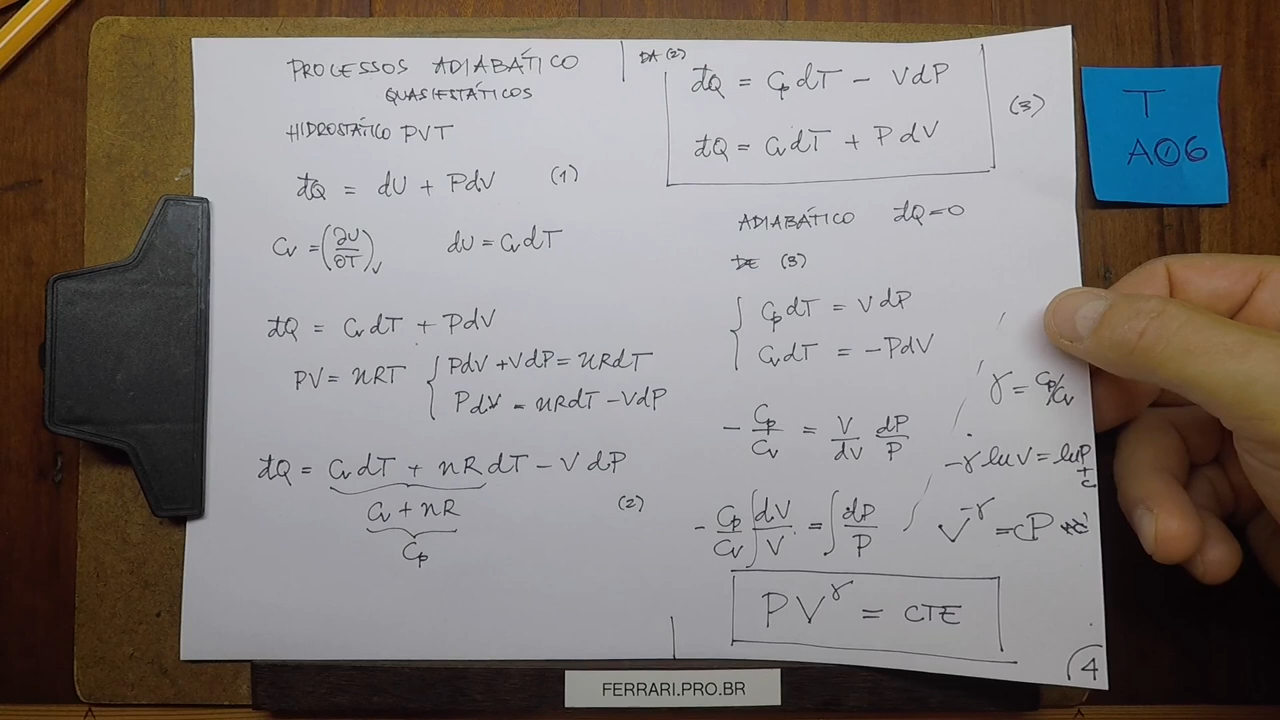 PROCESSOS ADIABÁTICO
QUASIESTÁTICOS
HIDROSTÁTICO PVT
đQ = dU + PdV (1)
Cv = (∂U/∂T)v dU = CvdT
đQ = CvdT + PdV
PV = nRT { PdV + VdP = nRdT
PdV = nRdT - VdP
đQ = CvdT + nRdT - VdP
Cv + nR (2)
Cp
DA (2)
đQ = CpdT - VdP
đQ = CvdT + PdV
(3)
ADIABÁTICO đQ=0
DE (3)
{ CpdT = VdP
CvdT = -PdV
- Cp/Cv = V/dV dP/P
- Cp/Cv ∫ dV/V = ∫ dP/P
γ = Cp/Cv
-γ lnV = lnP + c
V^-γ = cP
PV^γ = CTE
4
T
A06
FERRARI.PRO.BR